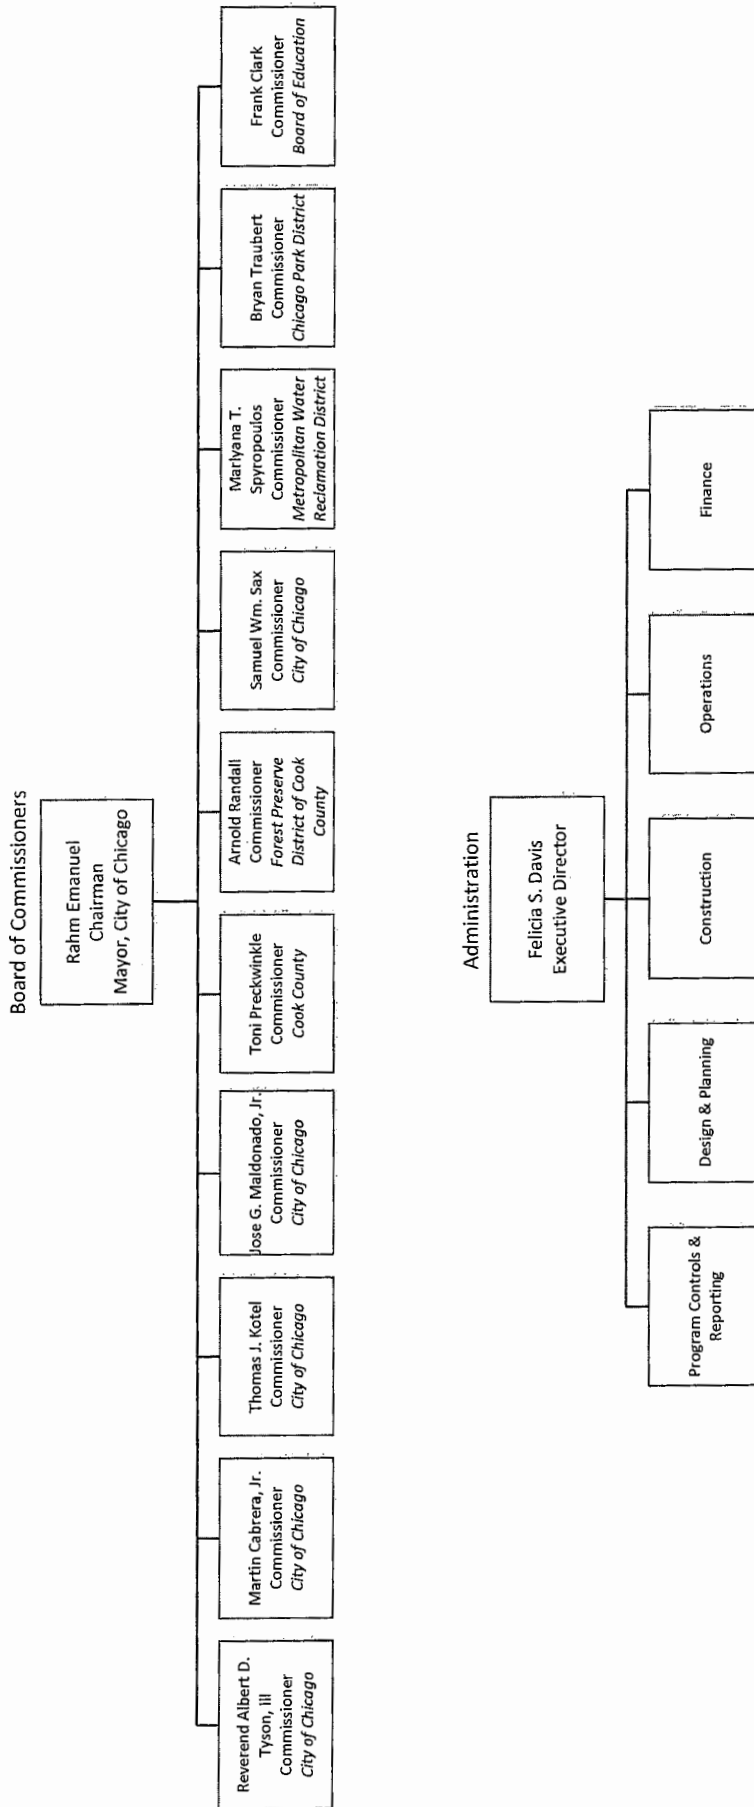 Board of Commissioners
Rahm Emanuel
Chairman
Mayor, City of Chicago
Reverend Albert D.
Tyson, III
Commissioner
City of Chicago
Martin Cabrera, Jr.
Commissioner
City of Chicago
Thomas J. Kotel
Commissioner
City of Chicago
Jose G. Maldonado, Jr.
Commissioner
City of Chicago
Toni Preckwinkle
Commissioner
Cook County
Arnold Randall
Commissioner
Forest Preserve
District of Cook
County
Samuel Wm. Sax
Commissioner
City of Chicago
Mariyana T.
Spyropoulos
Commissioner
Metropolitan Water
Reclamation District
Bryan Traubert
Commissioner
Chicago Park District
Frank Clark
Commissioner
Board of Education
Administration
Felicia S. Davis
Executive Director
Program Controls &
Reporting
Design & Planning
Construction
Operations
Finance